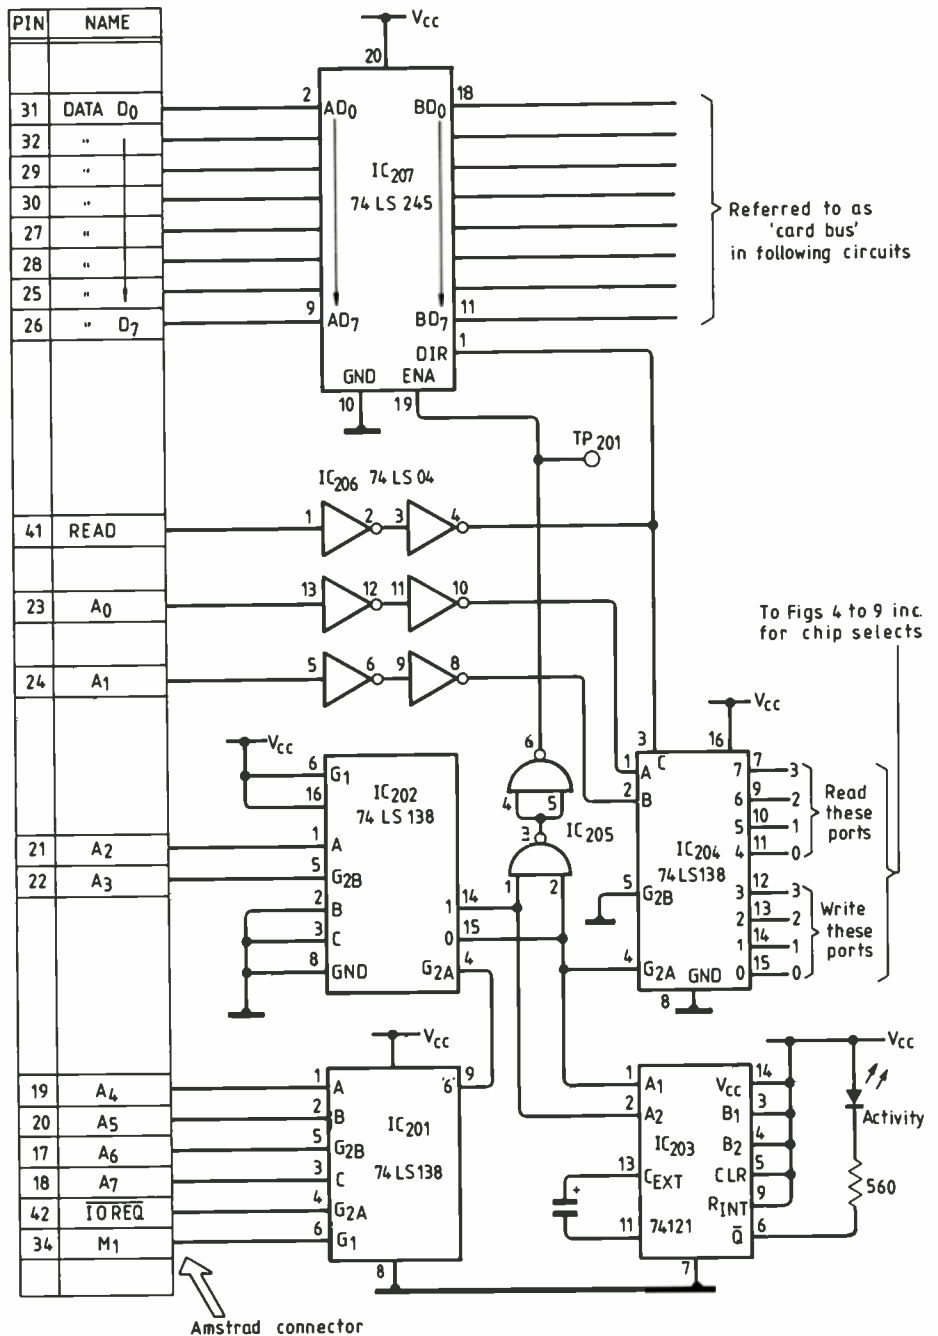 PIN NAME
31 DATA D0
32 "
29 "
30 "
27 "
28 "
25 "
26 " D7
41 READ
23 A0
24 A1
21 A2
22 A3
19 A4
20 A5
17 A6
18 A7
42 IOREQ
34 M1
Amstrad connector
Vcc
20
2 AD0 BD0 18
IC207
74 LS 245
9 AD7 BD7 11
DIR 1
GND ENA
10 19
Referred to as
'card bus'
in following circuits
TP201
IC206 74 LS 04
1 2 3 4
13 12 11 10
5 6 9 8
To Figs 4 to 9 inc.
for chip selects
Vcc
6 G1
16
IC202
74 LS 138
1 A
5 G2B
2 B
3 C
8 GND
1 14
0 15
G2A 4
6
4 5
3
IC205
1 2
Vcc
16
3 C
1 A
2 B
IC204
74LS138
5 G2B
4 G2A
GND
8
7 7 3
6 9 2
5 10 1
4 11 0
Read
these
ports
3 12 3
2 13 2
1 14 1
0 15 0
Write
these
ports
Vcc
1 A
2 B
5 G2B
3 C
4 G2A
6 G1
IC201
74LS138
'6' 9
8
1 A1
2 A2
IC203
13 CEXT
+
11 74121
Vcc 14
B1 3
B2 4
CLR 5
RINT 9
Q̅ 6
7
Vcc
Activity
560